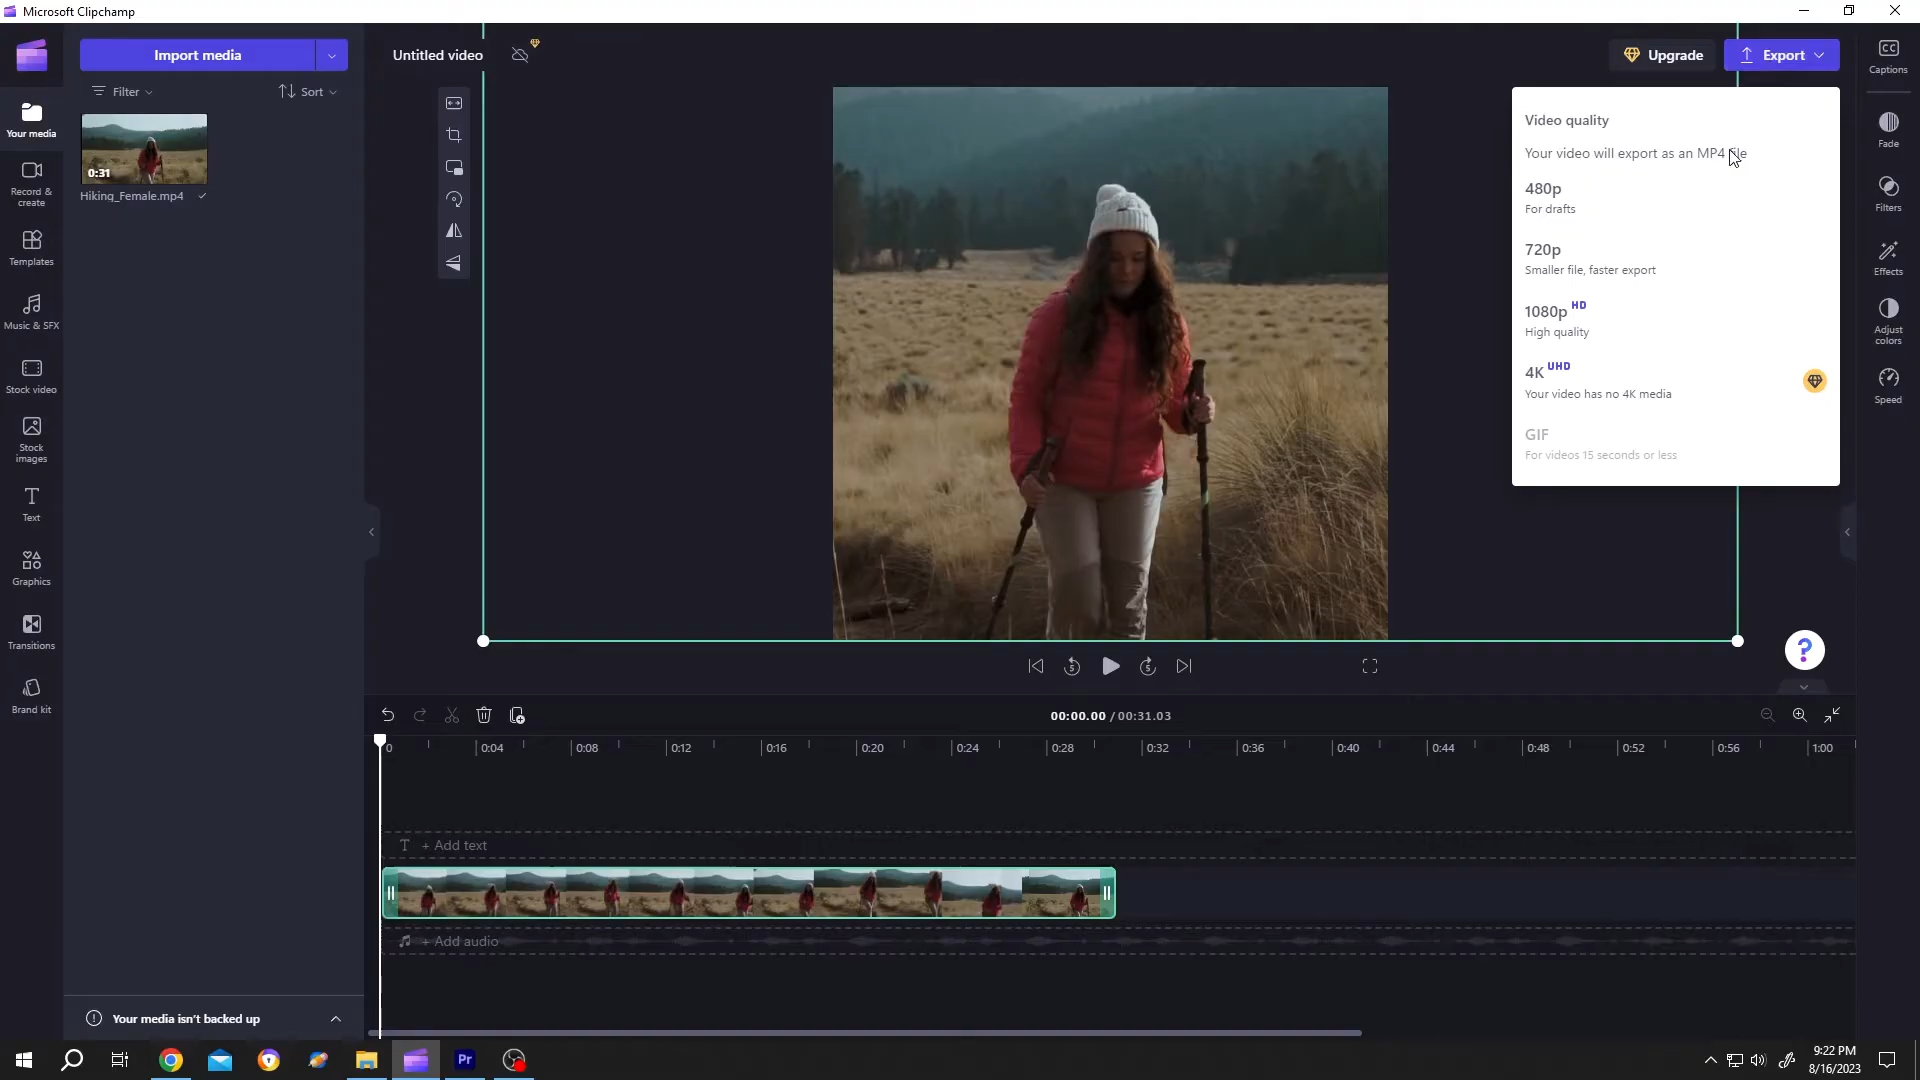 Microsoft Clipchamp
Import media
Untitled video
Upgrade
Export
Captions
Filter
Sort
Your media
0:31
Hiking_Female.mp4
Record &
create
Templates
Music & SFX
Stock video
Stock
images
Text
Graphics
Transitions
Brand kit
Video quality
Your video will export as an MP4 file
480p
For drafts
720p
Smaller file, faster export
1080p HD
High quality
4K UHD
Your video has no 4K media
GIF
For videos 15 seconds or less
Fade
Filters
Effects
Adjust
colors
Speed
5
5
?
00:00.00 / 00:31.03
0 0:04 0:08 0:12 0:16 0:20 0:24 0:28 0:32 0:36 0:40 0:44 0:48 0:52 0:56 1:00
T + Add text
+ Add audio
Your media isn't backed up
Pr
9:22 PM
8/16/2023